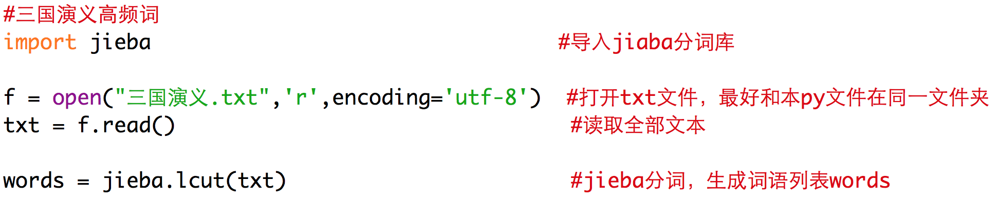 #三国演义高频词
import jieba #导入jiaba分词库
f = open("三国演义.txt",'r',encoding='utf-8') #打开txt文件，最好和本py文件在同一文件夹
txt = f.read() #读取全部文本
words = jieba.lcut(txt) #jieba分词，生成词语列表words